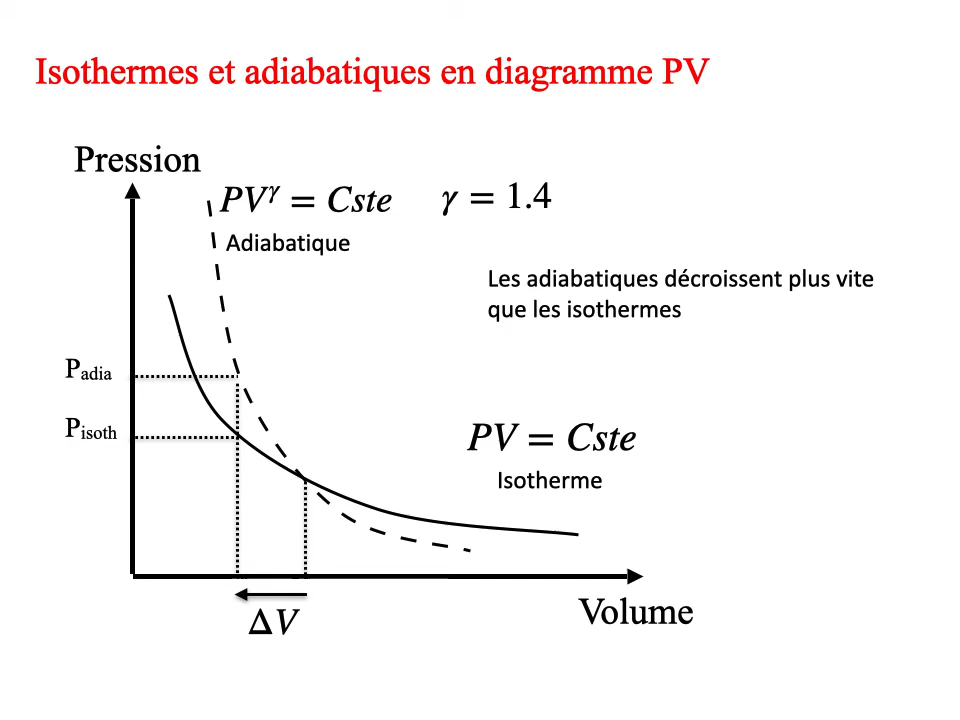 Isothermes et adiabatiques en diagramme PV
Pression
PV^γ = Cste
γ = 1.4
Adiabatique
Les adiabatiques décroissent plus vite
que les isothermes
P_adia
P_isoth
PV = Cste
Isotherme
Volume
ΔV